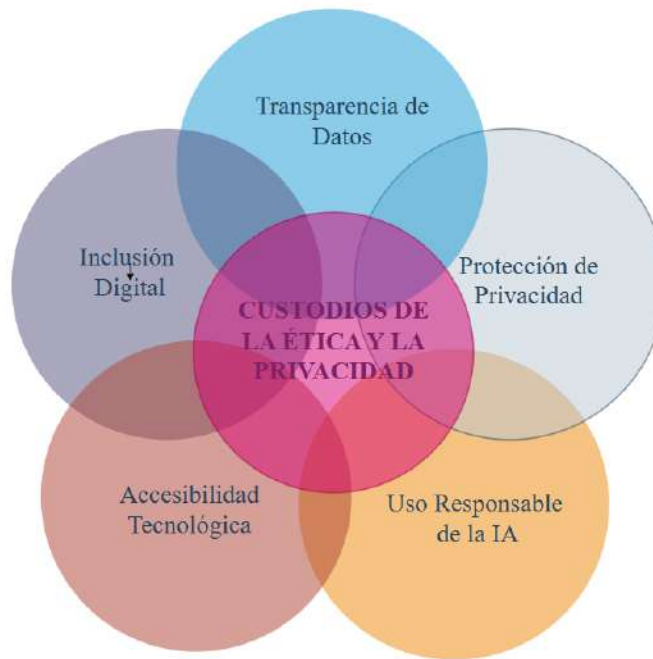 Transparencia de
Datos
Inclusión
Digital
Protección de
Privacidad
CUSTODIOS DE
LA ÉTICA Y LA
PRIVACIDAD
Accesibilidad
Tecnológica
Uso Responsable
de la IA